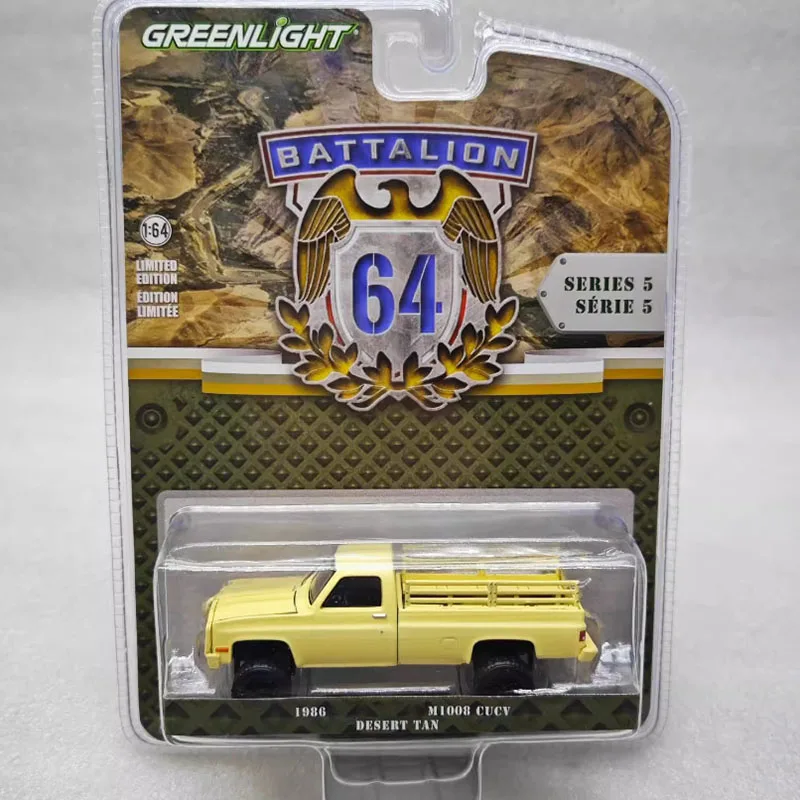 GREENLIGHT
BATTALION
64
1:64
LIMITED
EDITION
ÉDITION
LIMITÉE
SERIES 5
SÉRIE 5
1986 M1008 CUCV
DESERT TAN